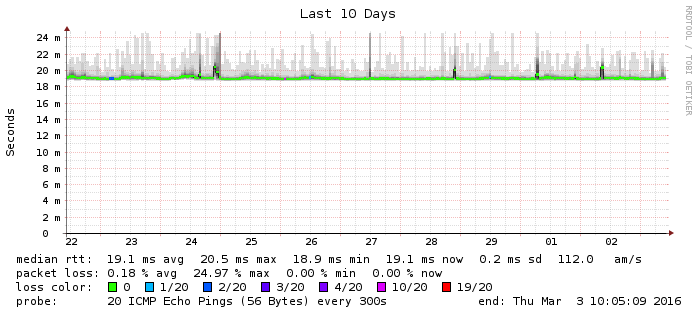 Last 10 Days
RRDTOOL / TOBI OETIKER
Seconds
24 m
22 m
20 m
18 m
16 m
14 m
12 m
10 m
8 m
6 m
4 m
2 m
0
22 23 24 25 26 27 28 29 01 02
median rtt: 19.1 ms avg 20.5 ms max 18.9 ms min 19.1 ms now 0.2 ms sd 112.0 am/s
packet loss: 0.18 % avg 24.97 % max 0.00 % min 0.00 % now
loss color: 0 1/20 2/20 3/20 4/20 10/20 19/20
probe: 20 ICMP Echo Pings (56 Bytes) every 300s end: Thu Mar 3 10:05:09 2016